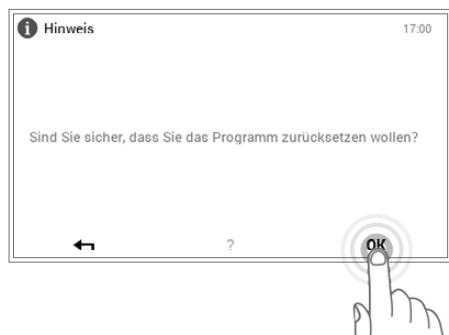 Hinweis 17:00
Sind Sie sicher, dass Sie das Programm zurücksetzen wollen?
? OK